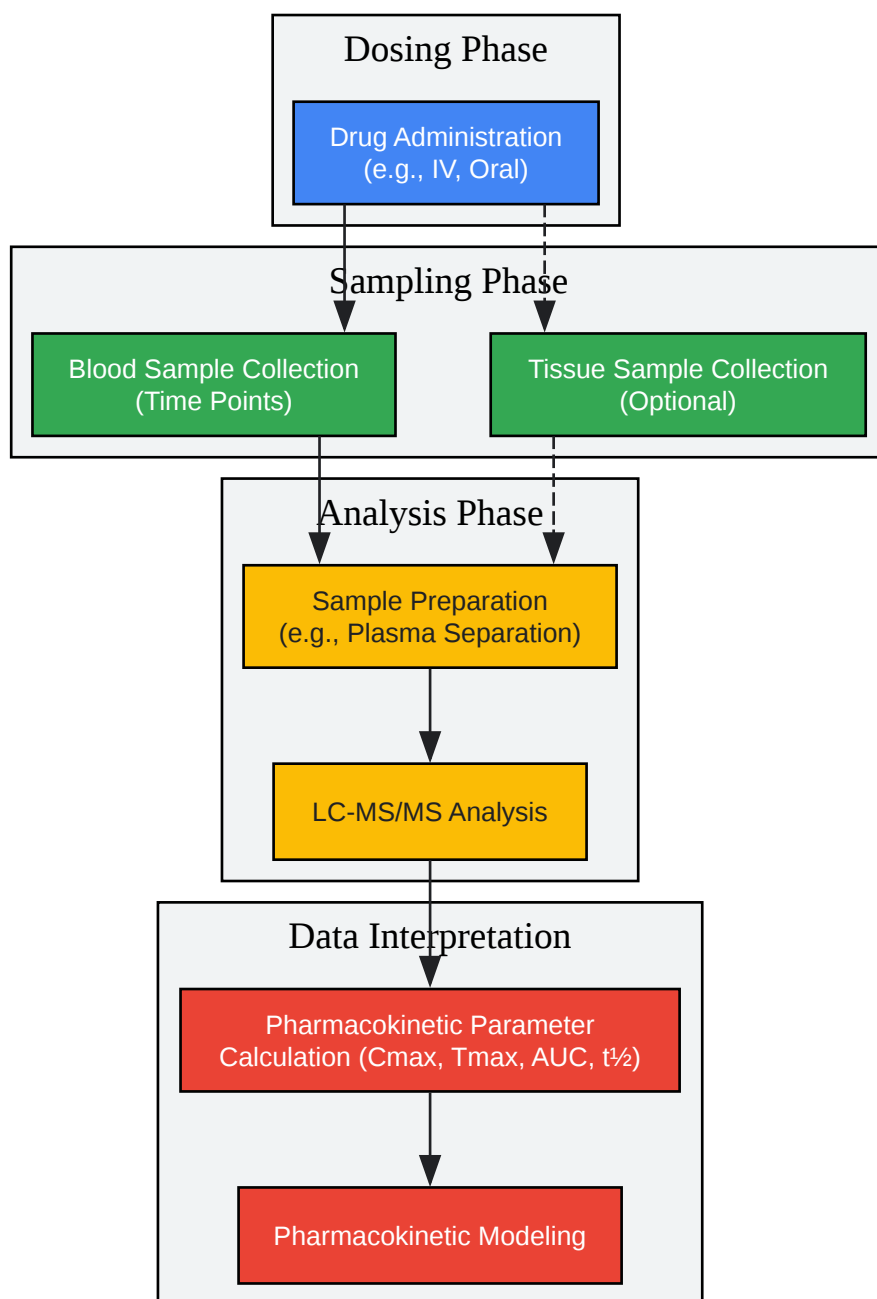 Dosing Phase
Drug Administration
(e.g., IV, Oral)
Sampling Phase
Blood Sample Collection
(Time Points)
Tissue Sample Collection
(Optional)
Analysis Phase
Sample Preparation
(e.g., Plasma Separation)
LC-MS/MS Analysis
Data Interpretation
Pharmacokinetic Parameter
Calculation (Cmax, Tmax, AUC, t½)
Pharmacokinetic Modeling